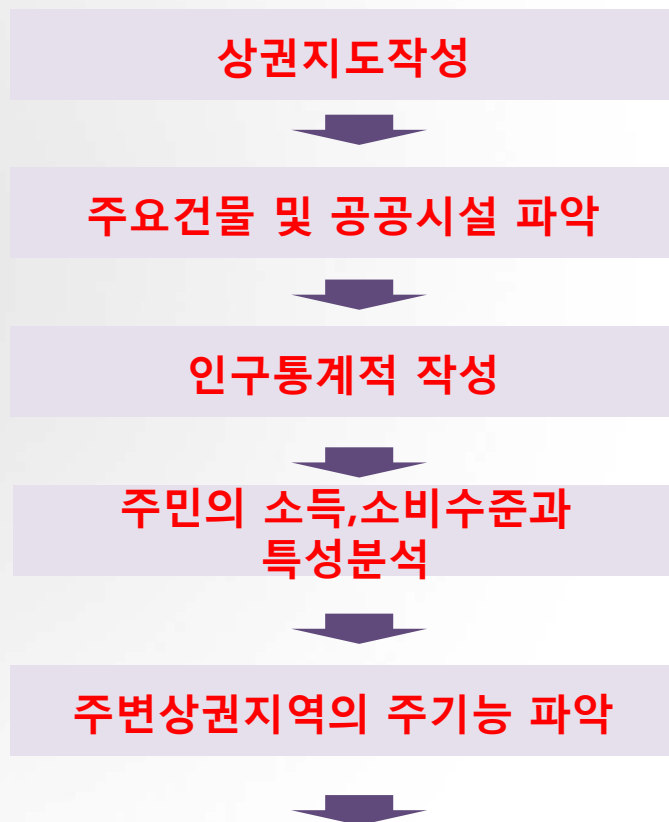 상권지도작성
주요건물 및 공공시설 파악
인구통계적 작성
주민의 소득,소비수준과
특성분석
주변상권지역의 주기능 파악